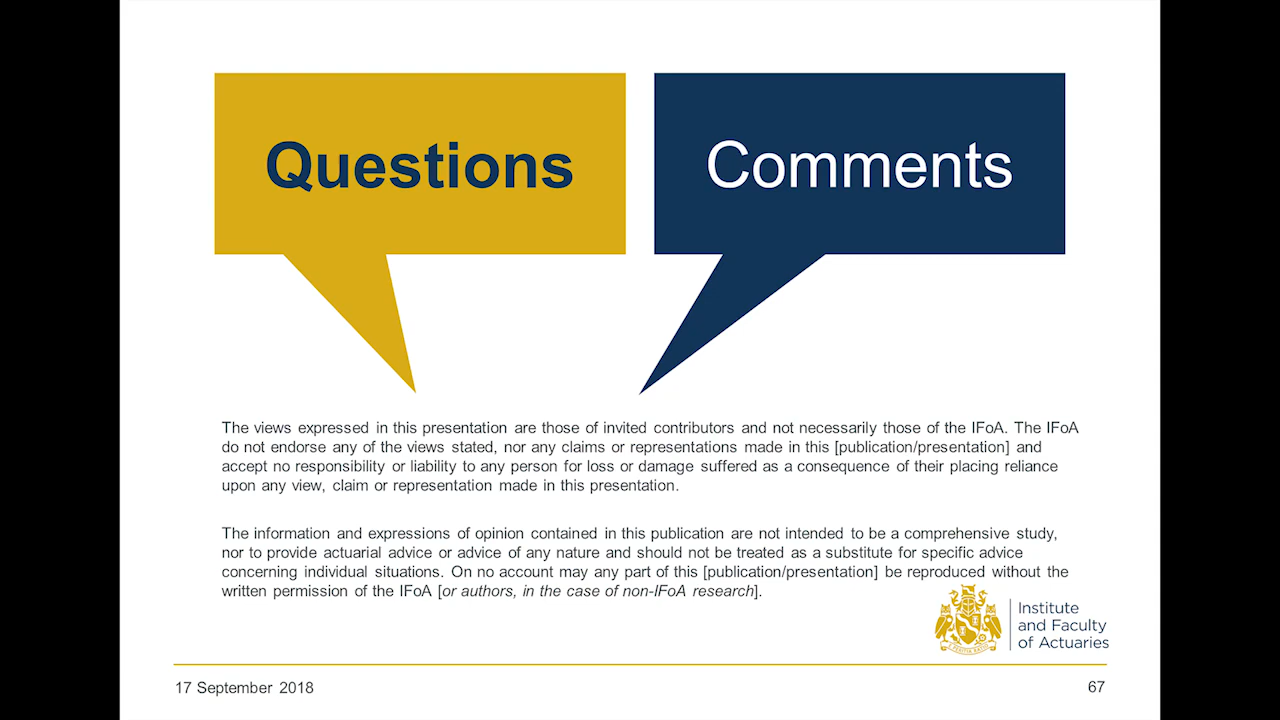 Questions
Comments
The views expressed in this presentation are those of invited contributors and not necessarily those of the IFoA. The IFoA
do not endorse any of the views stated, nor any claims or representations made in this [publication/presentation] and
accept no responsibility or liability to any person for loss or damage suffered as a consequence of their placing reliance
upon any view, claim or representation made in this presentation.
The information and expressions of opinion contained in this publication are not intended to be a comprehensive study,
nor to provide actuarial advice or advice of any nature and should not be treated as a substitute for specific advice
concerning individual situations. On no account may any part of this [publication/presentation] be reproduced without the
written permission of the IFoA [or authors, in the case of non-IFoA research].
Institute
and Faculty
of Actuaries
17 September 2018
67